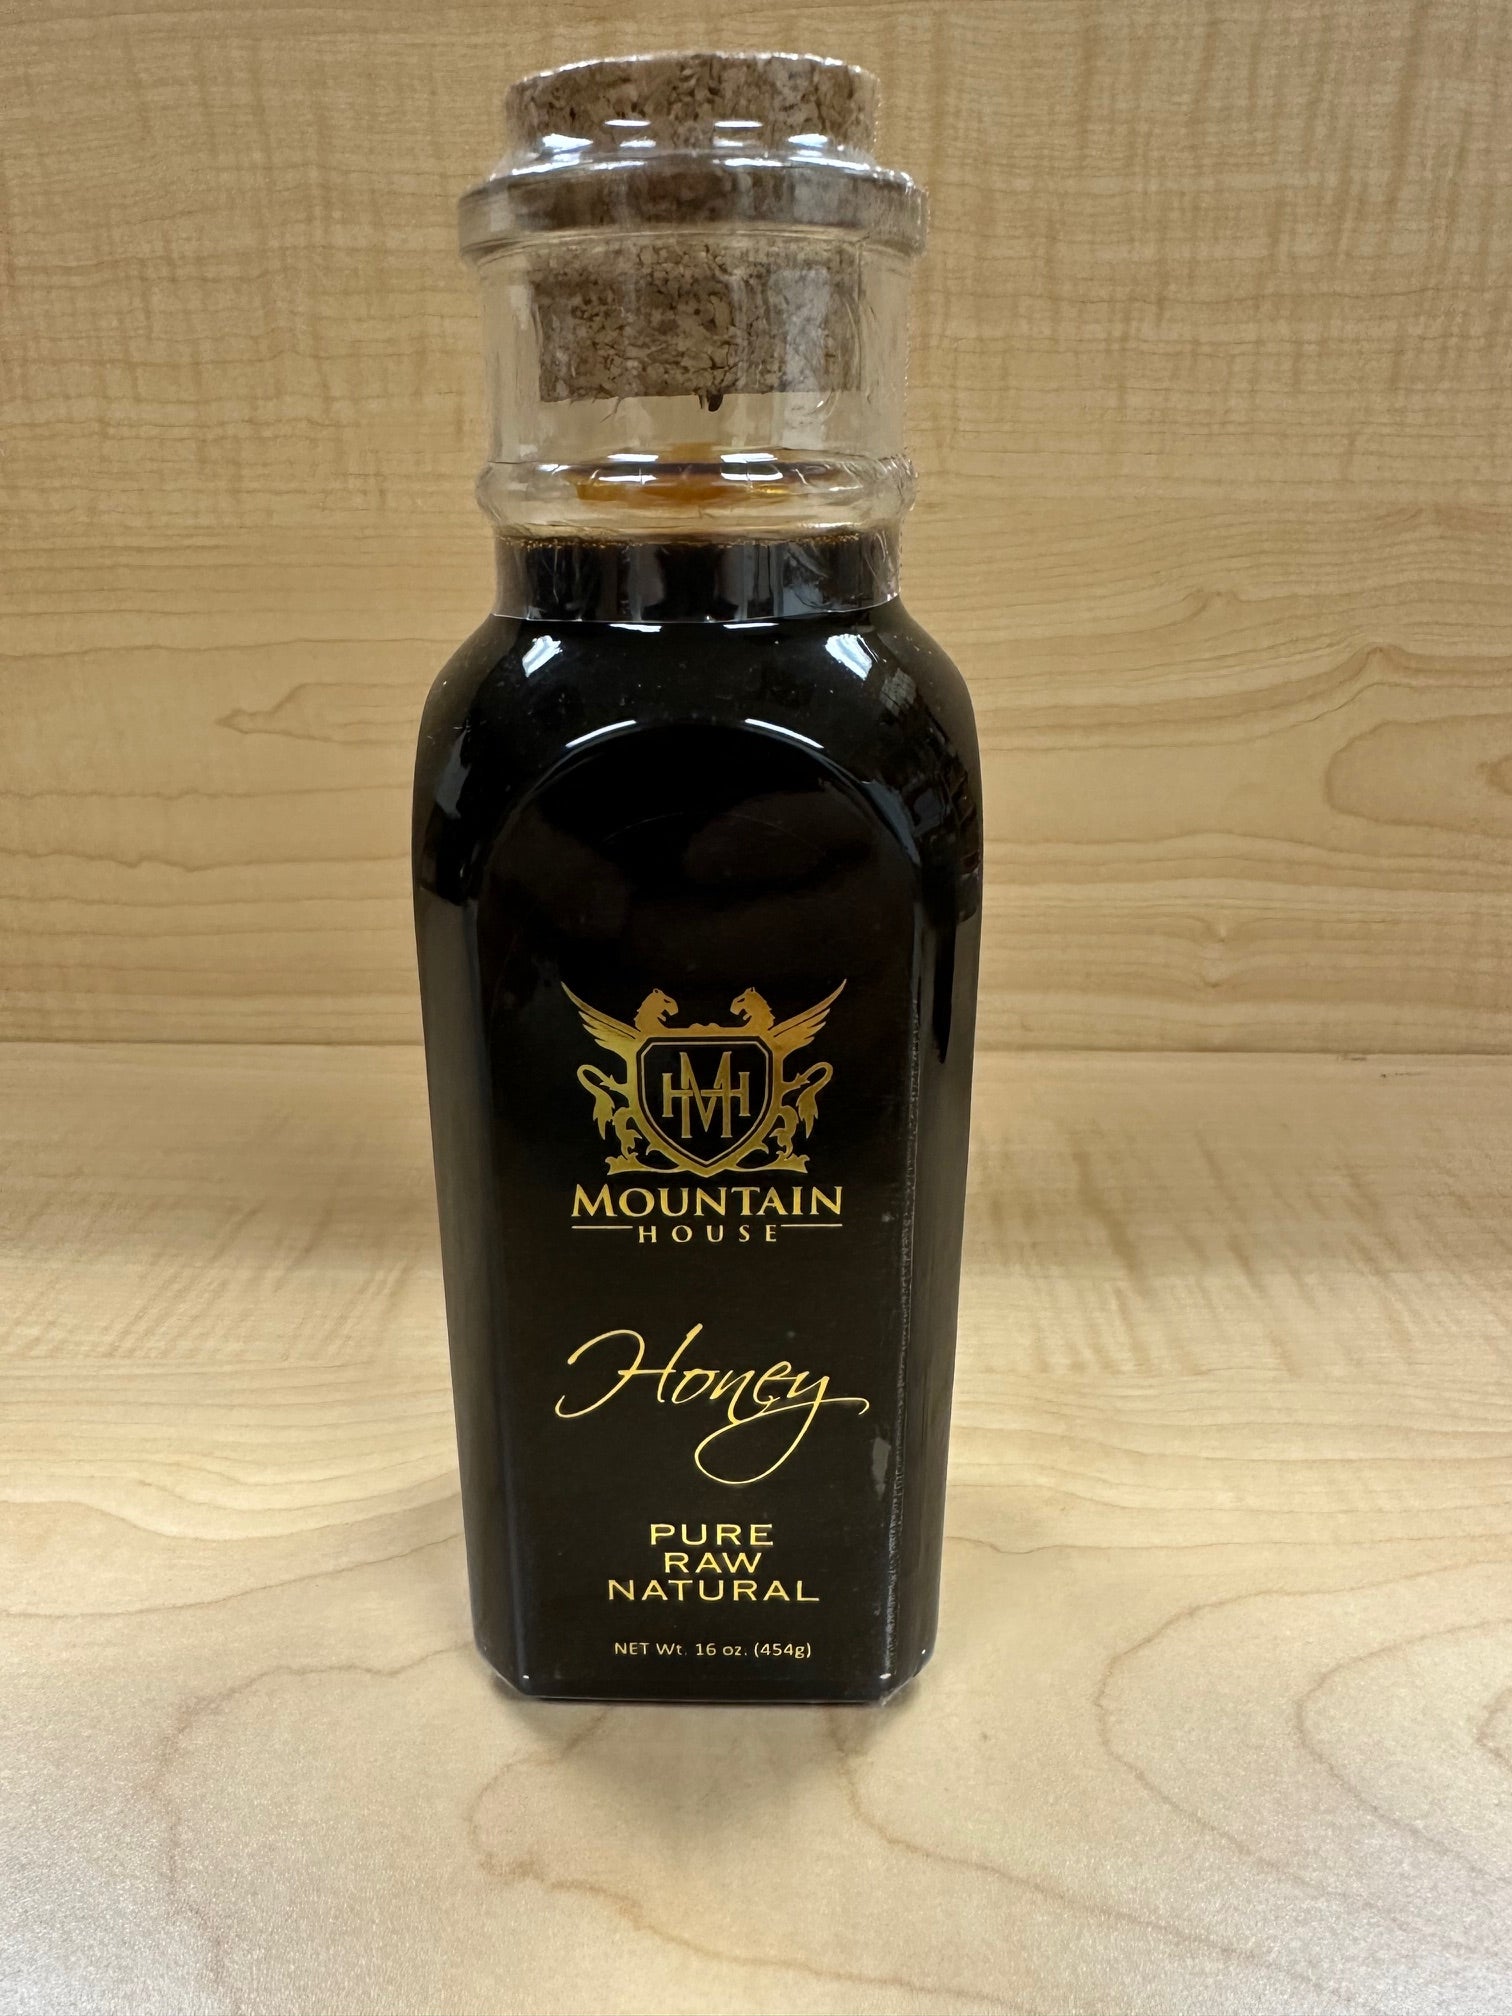 MH
MOUNTAIN
HOUSE
Honey
PURE
RAW
NATURAL
NET Wt. 16 oz. (454g)